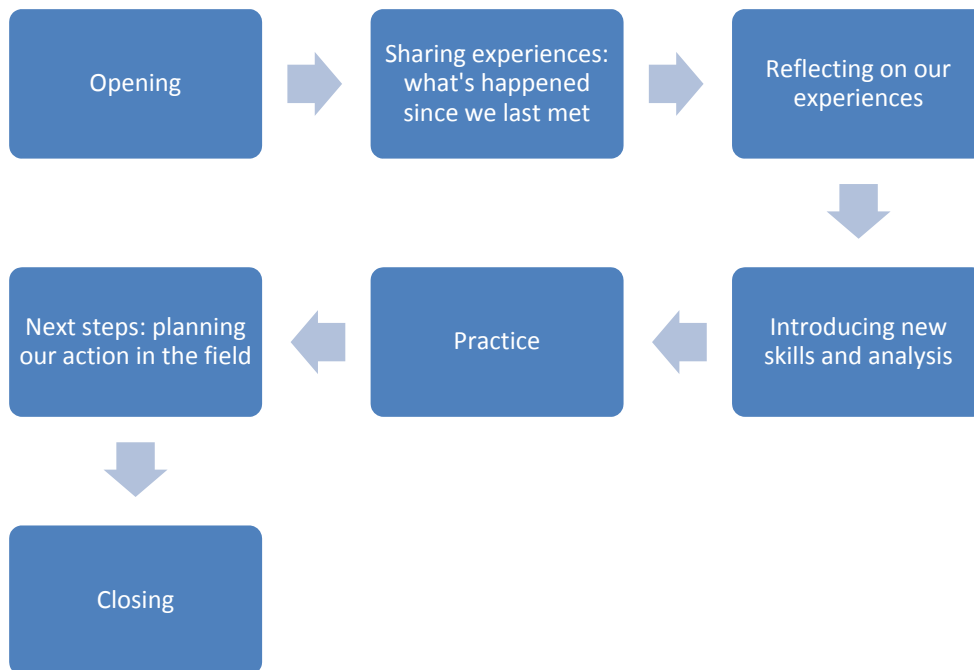 Opening
Sharing experiences:
what's happened
since we last met
Reflecting on our
experiences
Introducing new
skills and analysis
Practice
Next steps: planning
our action in the field
Closing